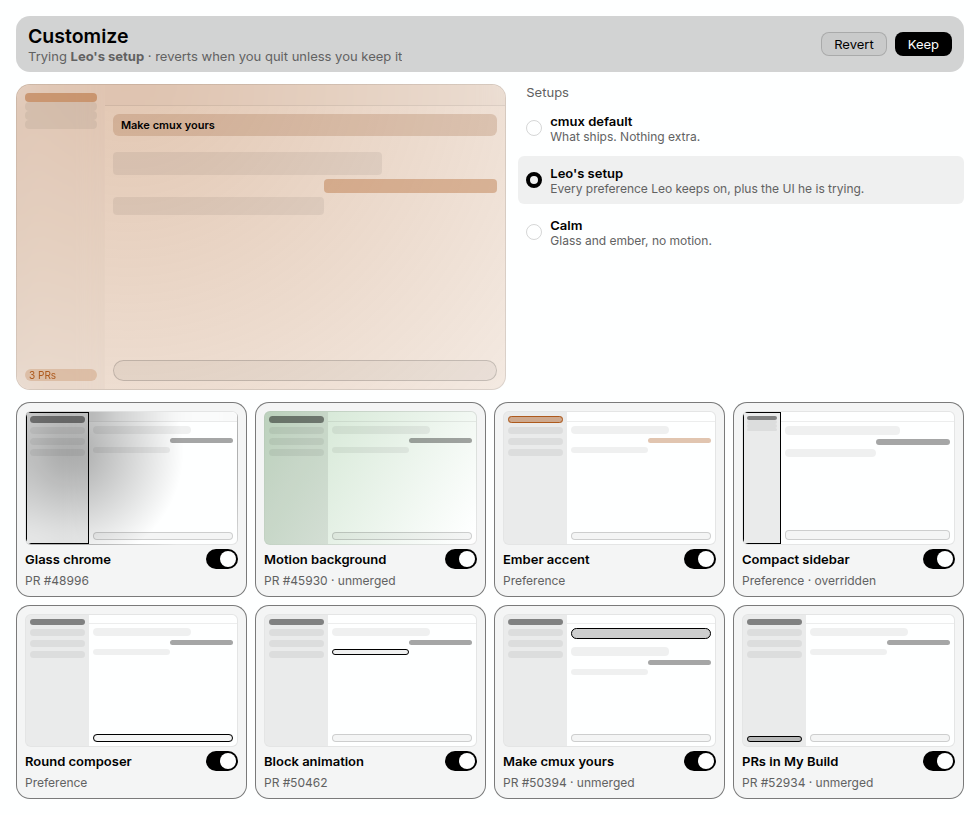 Customize
Trying Leo's setup · reverts when you quit unless you keep it
Revert
Keep
Make cmux yours
3 PRs
Setups
cmux default
What ships. Nothing extra.
Leo's setup
Every preference Leo keeps on, plus the UI he is trying.
Calm
Glass and ember, no motion.
Glass chrome
PR #48996
Motion background
PR #45930 · unmerged
Ember accent
Preference
Compact sidebar
Preference · overridden
Round composer
Preference
Block animation
PR #50462
Make cmux yours
PR #50394 · unmerged
PRs in My Build
PR #52934 · unmerged